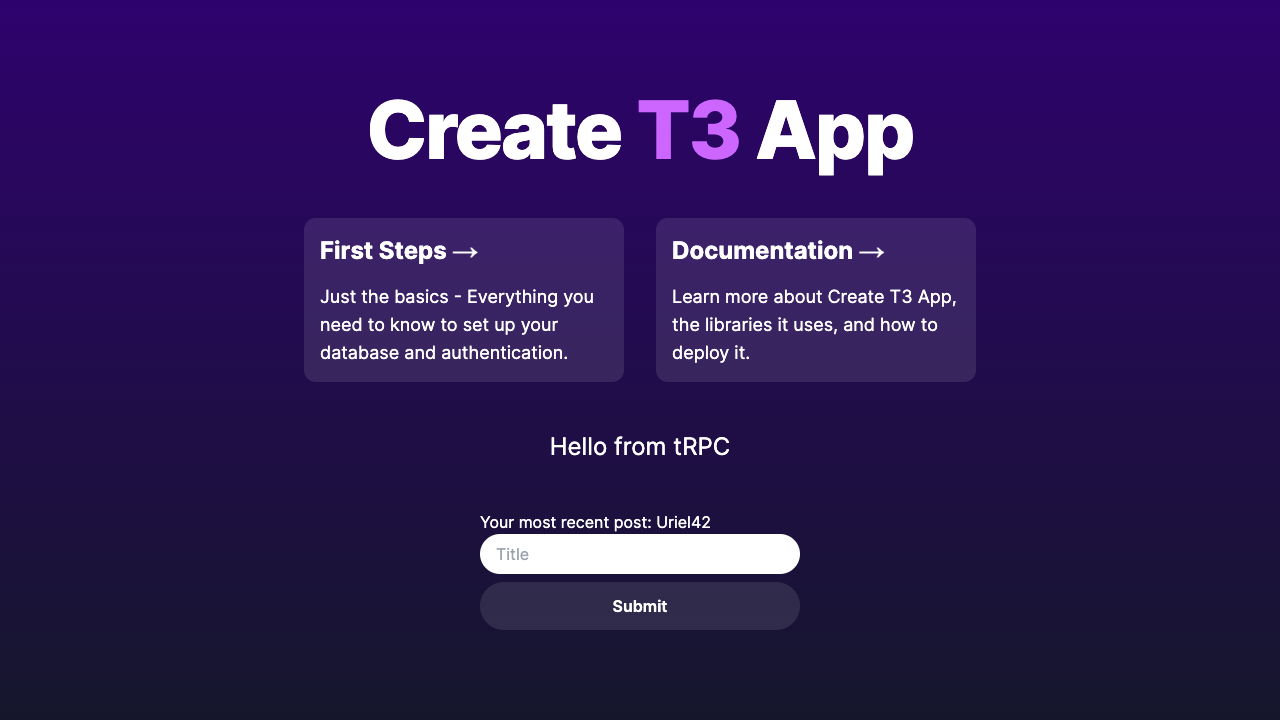 Create T3 App
First Steps →
Just the basics - Everything you
need to know to set up your
database and authentication.
Documentation →
Learn more about Create T3 App,
the libraries it uses, and how to
deploy it.
Hello from tRPC
Your most recent post: Uriel42
Title
Submit